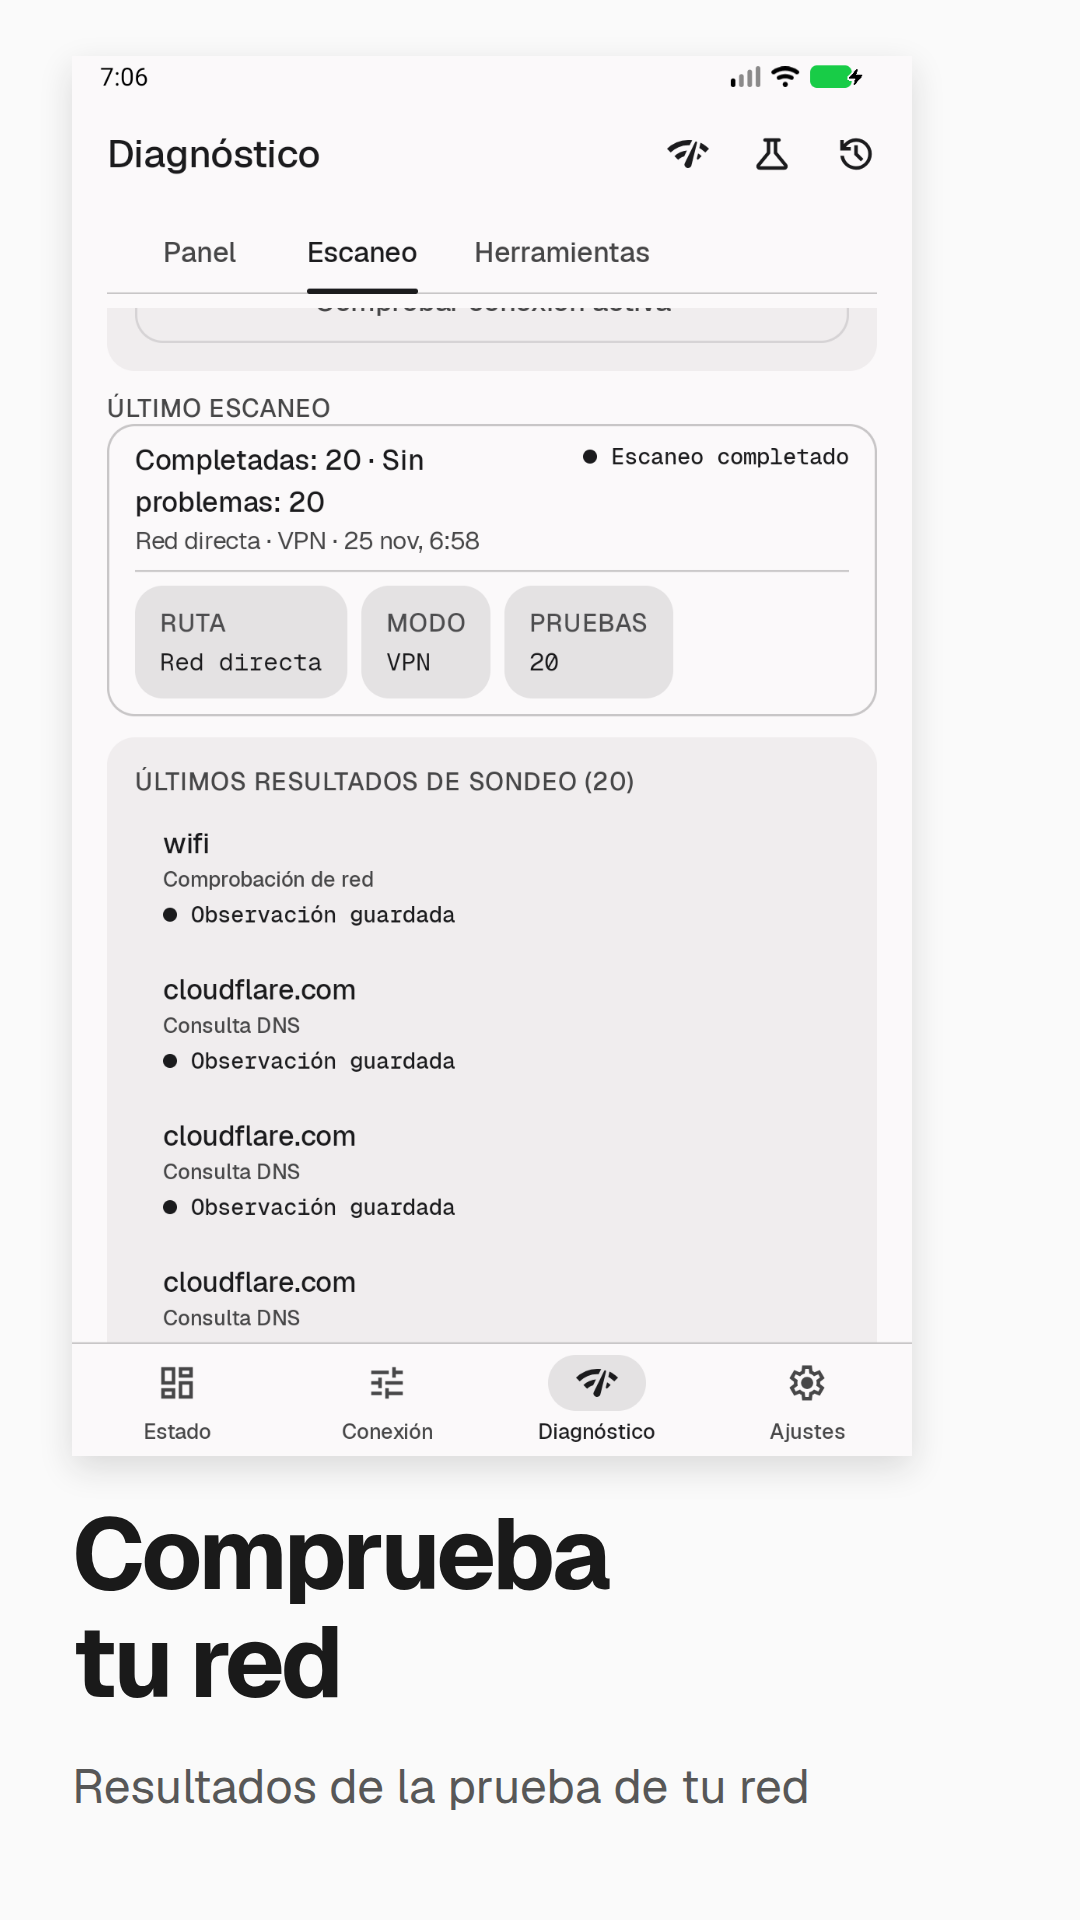 7:06
Diagnóstico
Panel
Escaneo
Herramientas
Comprobar conexión activa
ÚLTIMO ESCANEO
Completadas: 20 · Sin
problemas: 20
Escaneo completado
Red directa · VPN · 25 nov, 6:58
RUTA
Red directa
MODO
VPN
PRUEBAS
20
ÚLTIMOS RESULTADOS DE SONDEO (20)
wifi
Comprobación de red
Observación guardada
cloudflare.com
Consulta DNS
Observación guardada
cloudflare.com
Consulta DNS
Observación guardada
cloudflare.com
Consulta DNS
Estado
Conexión
Diagnóstico
Ajustes
Comprueba
tu red
Resultados de la prueba de tu red